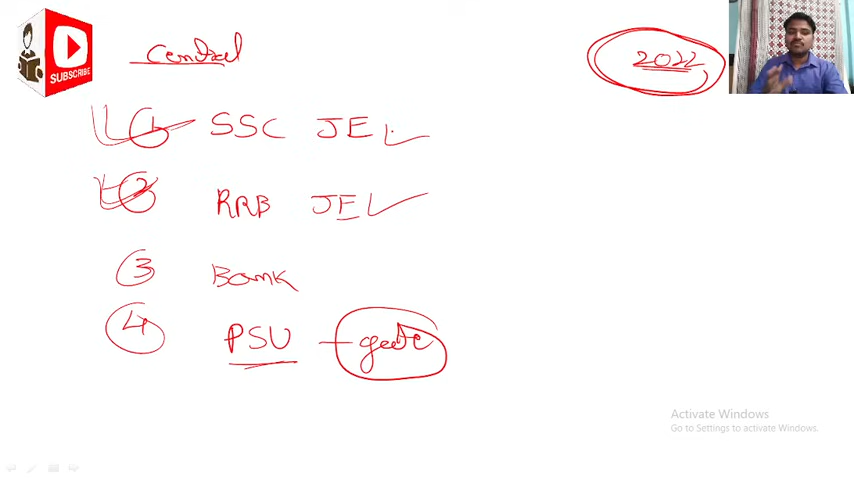 SUBSCRIBE
central
2022
1 SSC JE
2 RRB JE
3 Bank
4 PSU - gate
Activate Windows
Go to Settings to activate Windows.